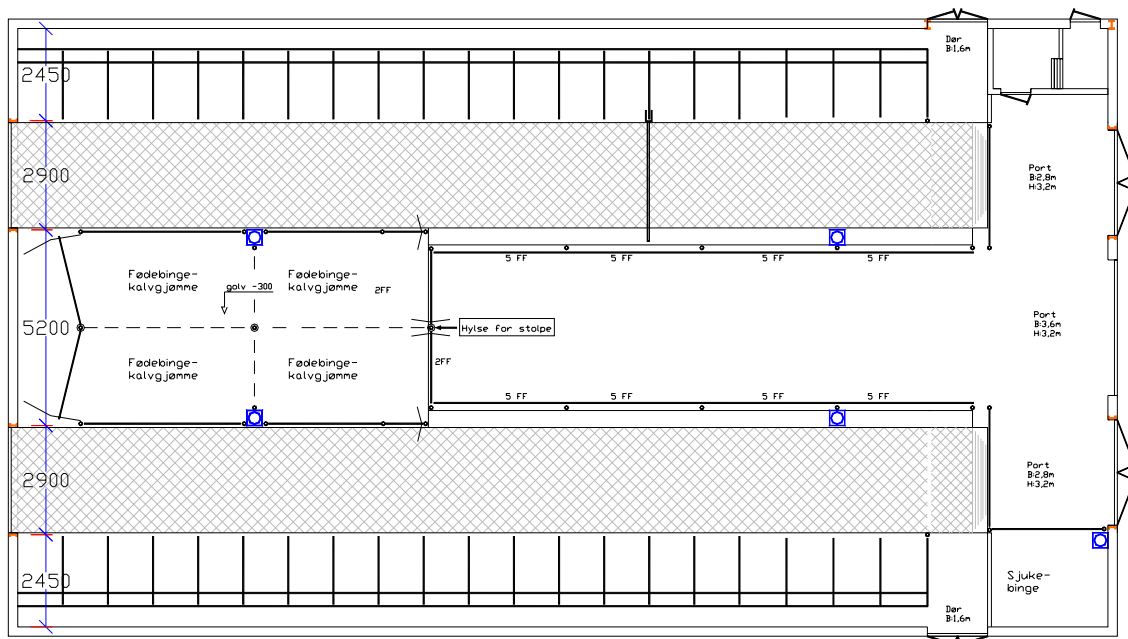 Dør
B:1,6m
2450
2900
Port
B:2,8m
H:3,2m
5 FF
5 FF
5 FF
5 FF
Fødebinge-
kalvgjømme
Fødebinge-
kalvgjømme
golv -300
2FF
5200
Hylse for stolpe
Port
B:3,6m
H:3,2m
Fødebinge-
kalvgjømme
Fødebinge-
kalvgjømme
2FF
5 FF
5 FF
5 FF
5 FF
2900
Port
B:2,8m
H:3,2m
2450
Sjuke-
binge
Dør
B:1,6m